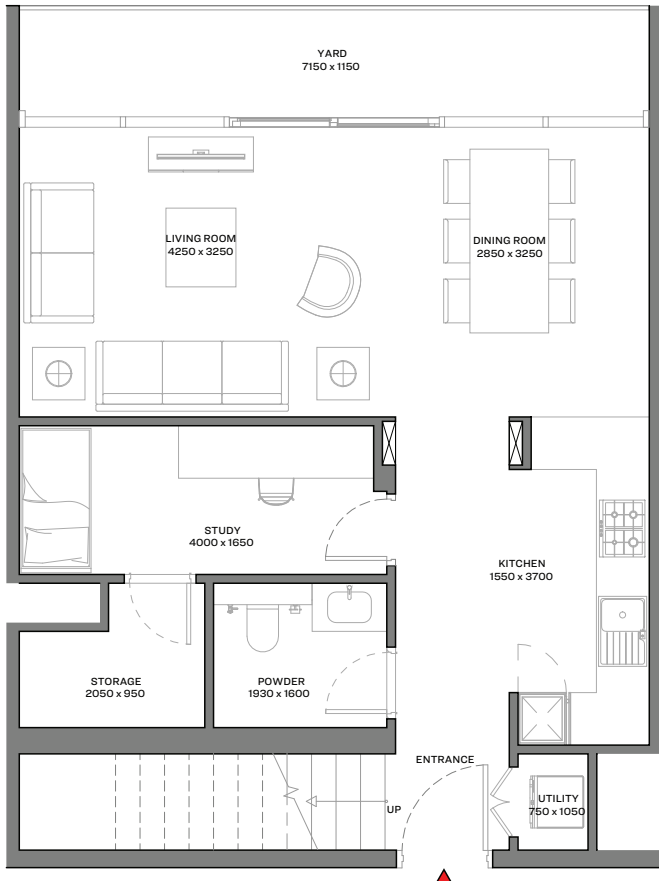 YARD
7150 x 1150
LIVING ROOM
4250 x 3250
DINING ROOM
2850 x 3250
STUDY
4000 x 1650
KITCHEN
1550 x 3700
STORAGE
2050 x 950
POWDER
1930 x 1600
ENTRANCE
UP
UTILITY
750 x 1050